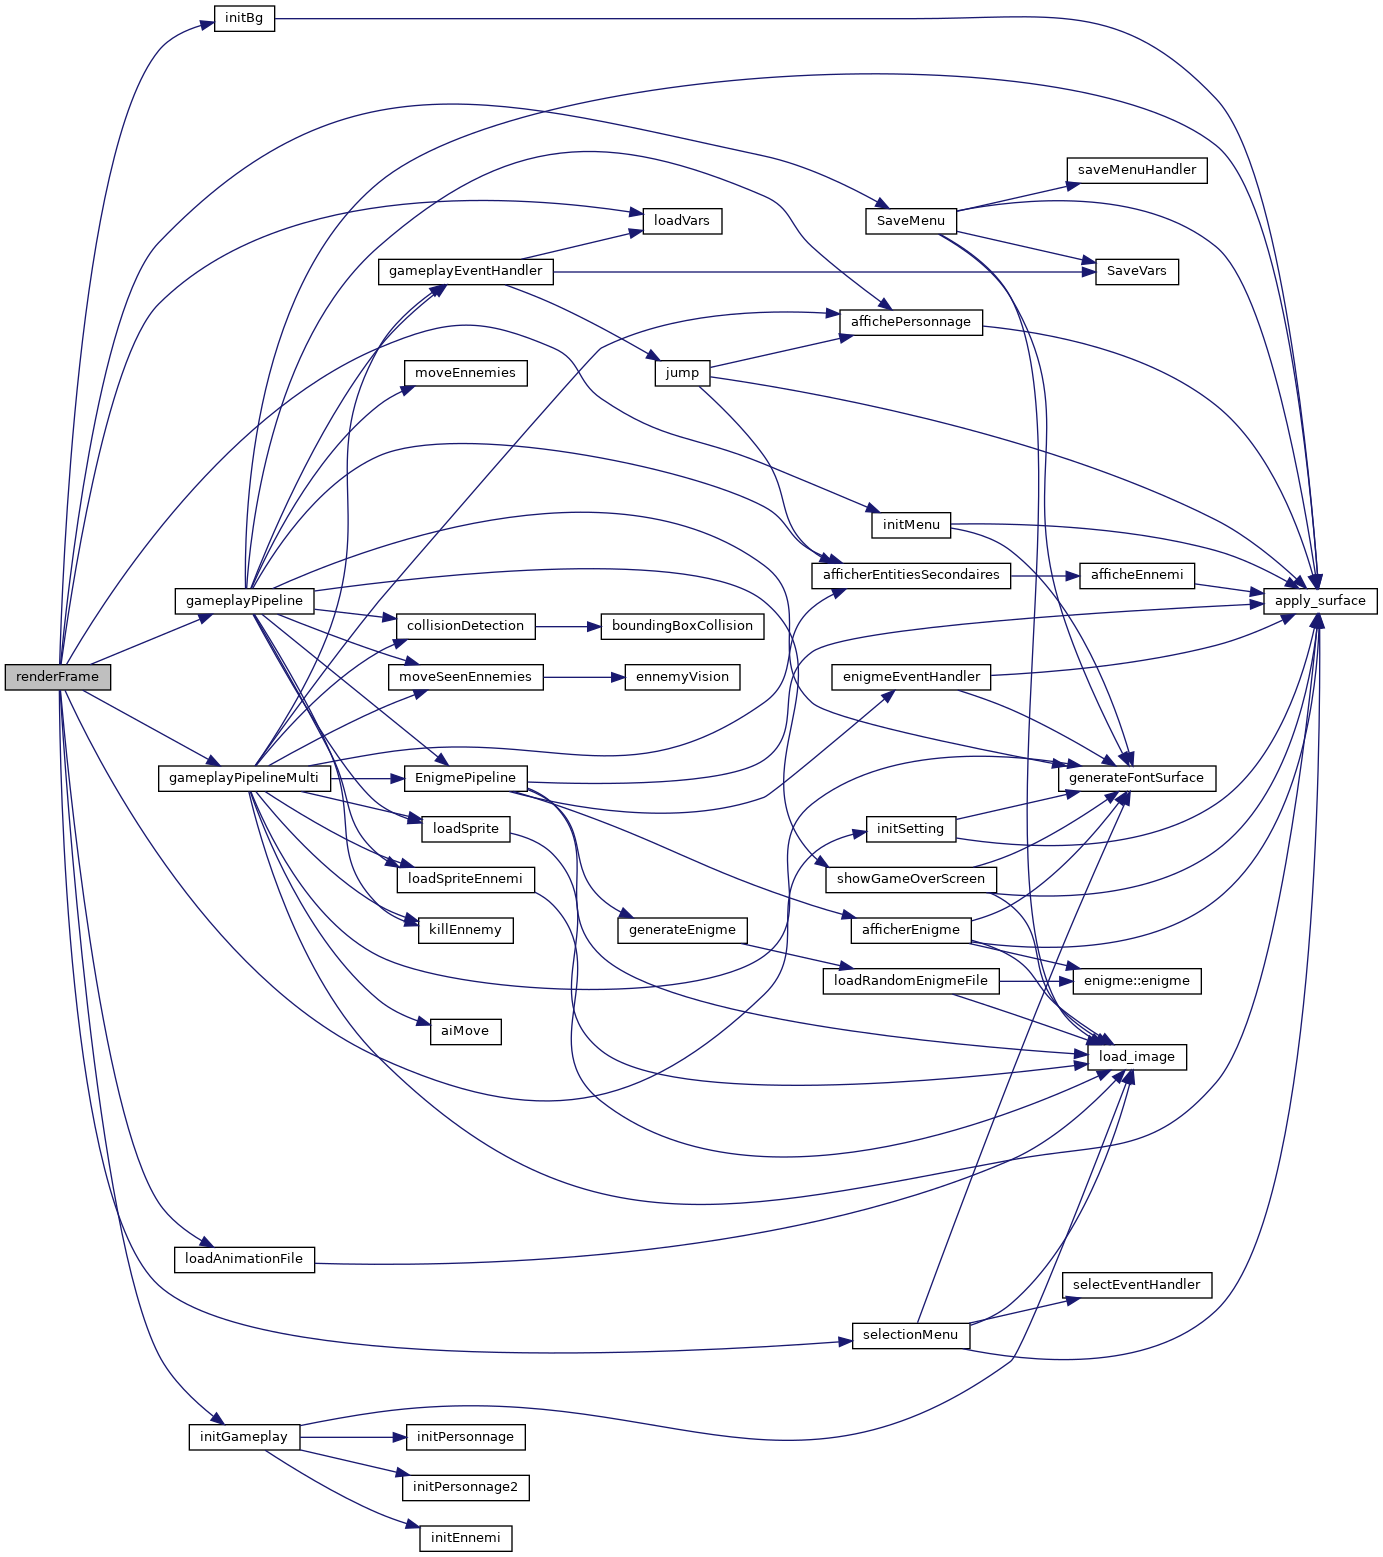 initBg
saveMenuHandler
loadVars
SaveMenu
gameplayEventHandler
SaveVars
affichePersonnage
moveEnnemies
jump
initMenu
afficherEntitiesSecondaires
afficheEnnemi
gameplayPipeline
apply_surface
collisionDetection
boundingBoxCollision
renderFrame
moveSeenEnnemies
ennemyVision
enigmeEventHandler
gameplayPipelineMulti
EnigmePipeline
generateFontSurface
loadSprite
initSetting
loadSpriteEnnemi
showGameOverScreen
killEnnemy
generateEnigme
afficherEnigme
loadRandomEnigmeFile
enigme::enigme
aiMove
load_image
loadAnimationFile
selectEventHandler
selectionMenu
initGameplay
initPersonnage
initPersonnage2
initEnnemi